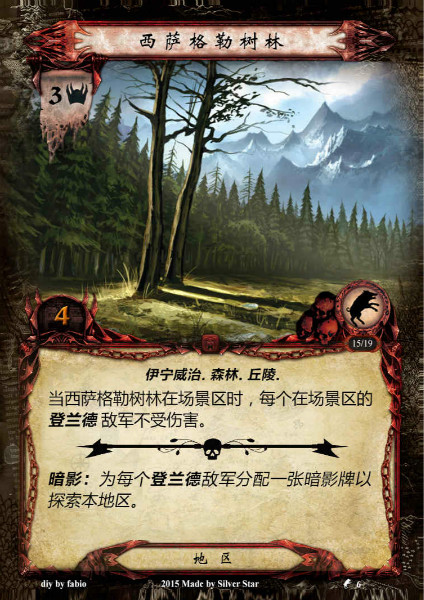 西萨格勒树林
3
4
15/19
伊宁威治. 森林. 丘陵.
当西萨格勒树林在场景区时，每个在场景区的
登兰德 敌军不受伤害。
暗影：为每个登兰德敌军分配一张暗影牌以
探索本地区。
地 区
diy by fabio 2015 Made by Silver Star 6